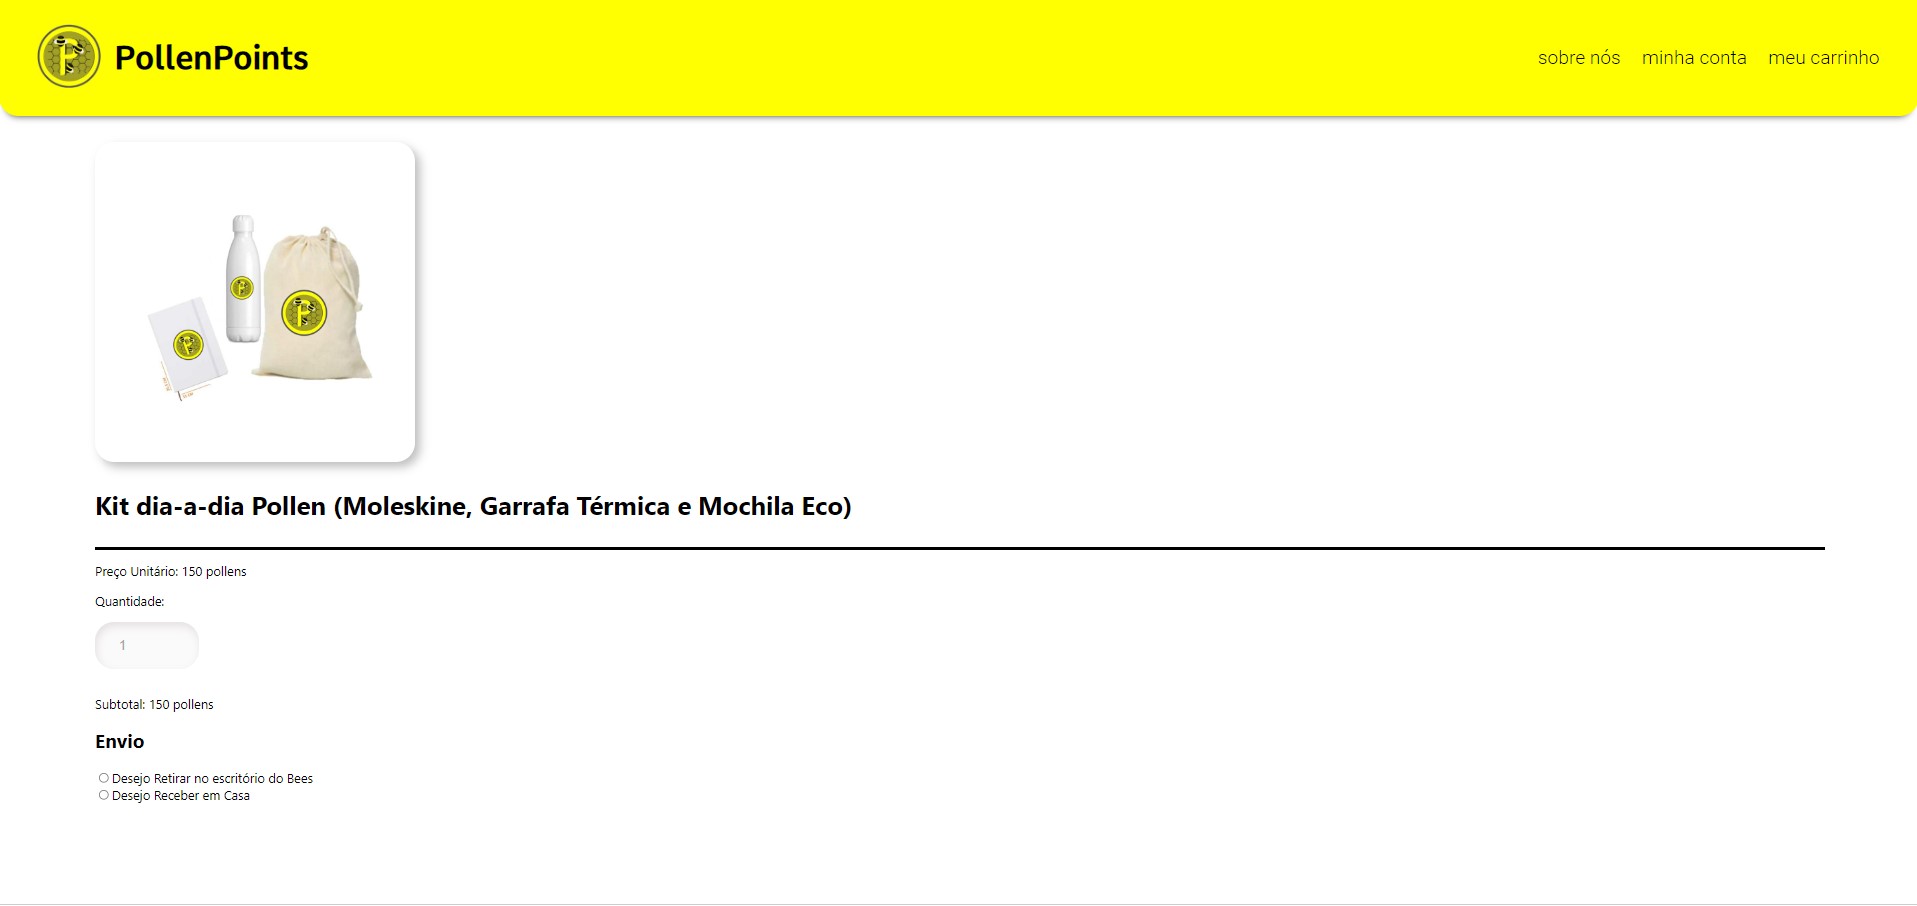 PollenPoints
sobre nós minha conta meu carrinho
Kit dia-a-dia Pollen (Moleskine, Garrafa Térmica e Mochila Eco)
Preço Unitário: 150 pollens
Quantidade:
1
Subtotal: 150 pollens
Envio
Desejo Retirar no escritório do Bees
Desejo Receber em Casa